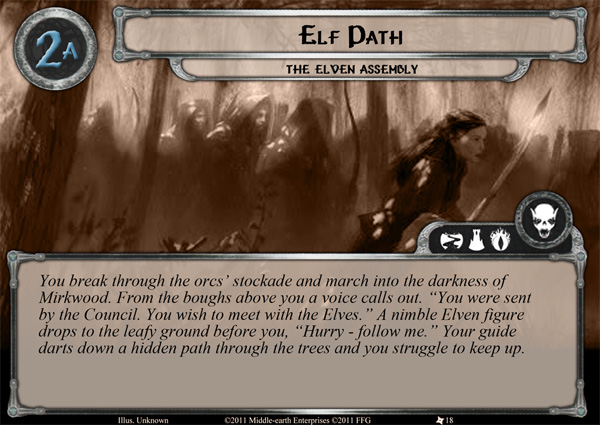 2A
ELF PATH
THE ELVEN ASSEMBLY
You break through the orcs’ stockade and march into the darkness of
Mirkwood. From the boughs above you a voice calls out. “You were sent
by the Council. You wish to meet with the Elves.” A nimble Elven figure
drops to the leafy ground before you, “Hurry - follow me.” Your guide
darts down a hidden path through the trees and you struggle to keep up.
Illus. Unknown ©2011 Middle-earth Enterprises ©2011 FFG 18